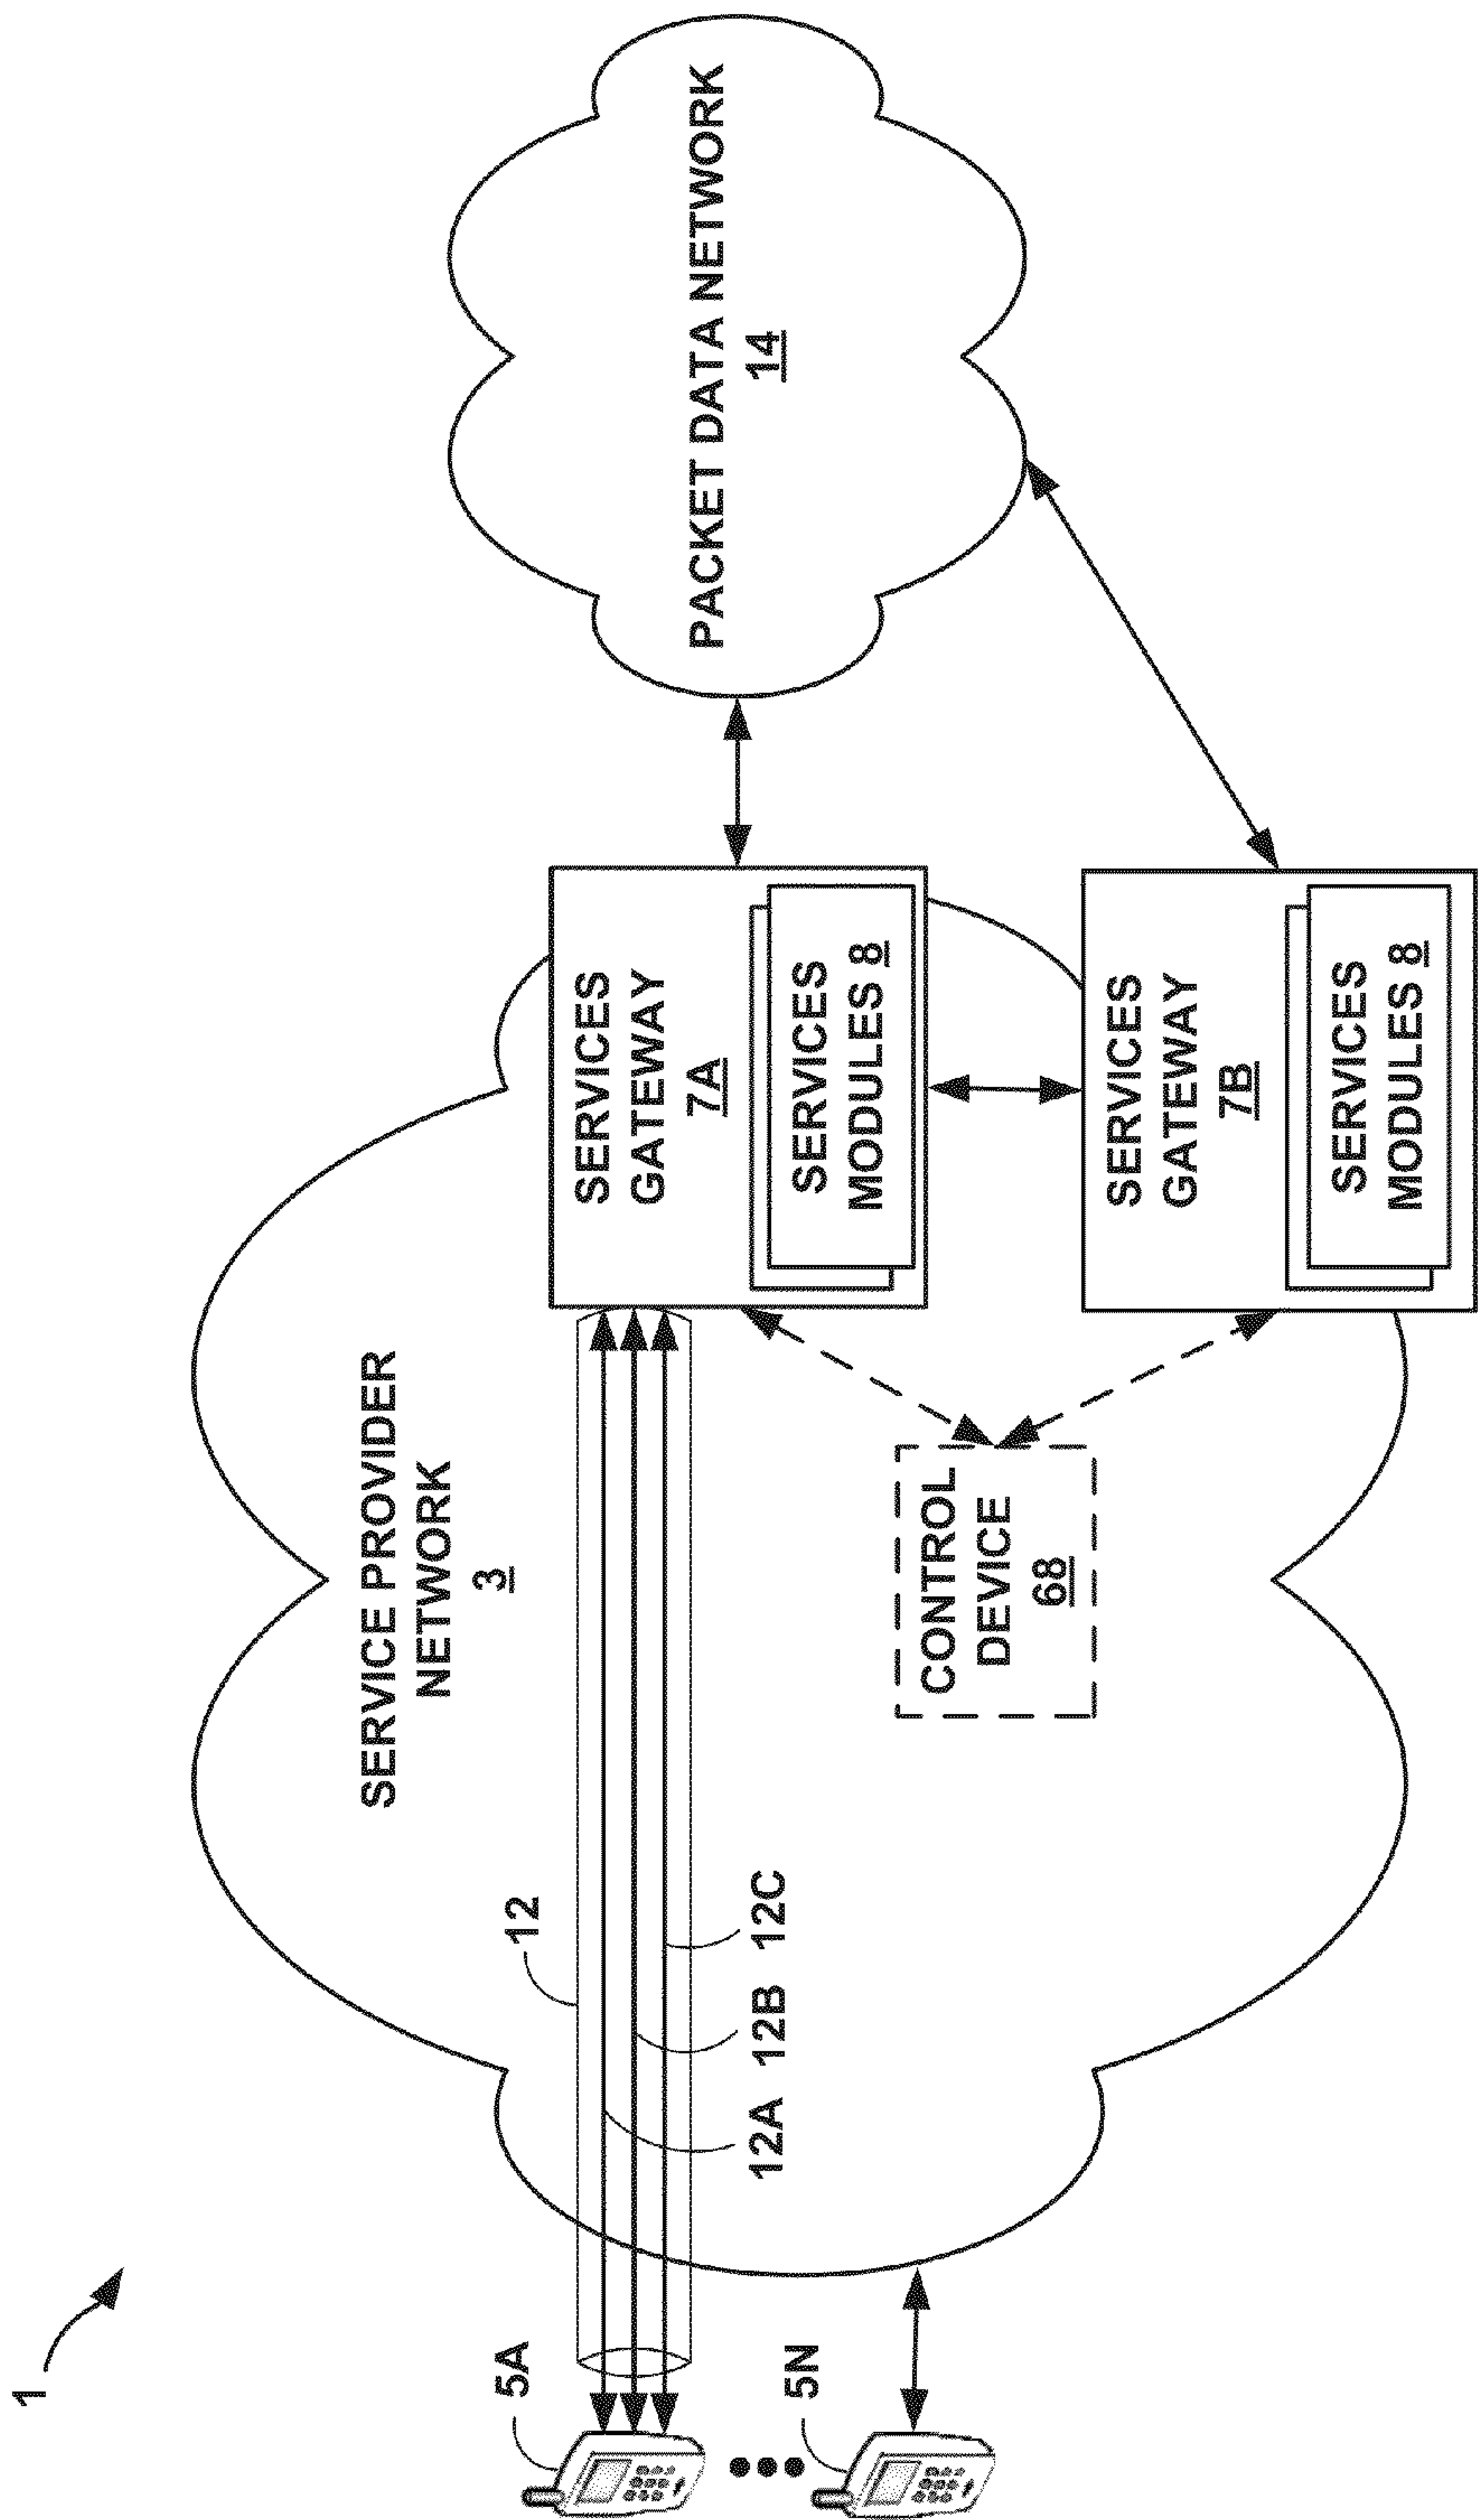 1
SERVICE PROVIDER
NETWORK
3
12
5A
12A
12B
12C
5N
CONTROL
DEVICE
68
SERVICES
GATEWAY
7A
SERVICES
MODULES 8
SERVICES
GATEWAY
7B
SERVICES
MODULES 8
PACKET DATA NETWORK
14